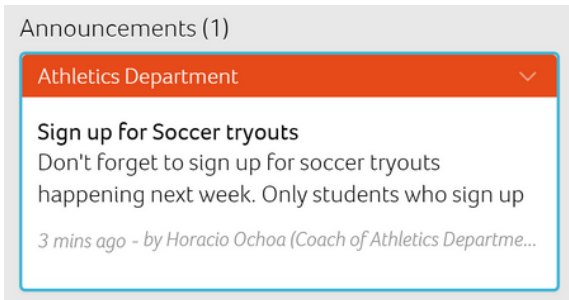 Announcements (1)
Athletics Department
Sign up for Soccer tryouts
Don't forget to sign up for soccer tryouts
happening next week. Only students who sign up
3 mins ago - by Horacio Ochoa (Coach of Athletics Departme...